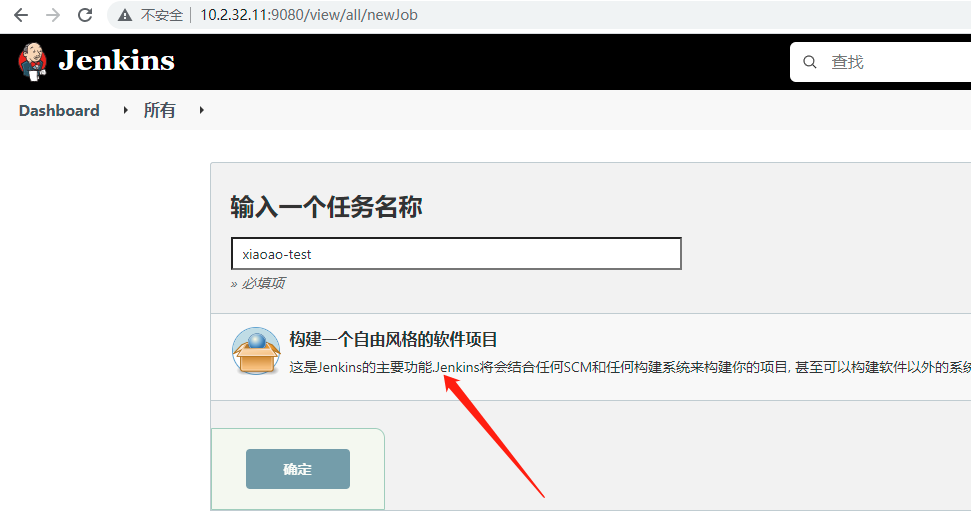 不安全 10.2.32.11:9080/view/all/newJob
Jenkins
查找
Dashboard 所有
输入一个任务名称
xiaoao-test
» 必填项
构建一个自由风格的软件项目
这是Jenkins的主要功能.Jenkins将会结合任何SCM和任何构建系统来构建你的项目, 甚至可以构建软件以外的系统
确定